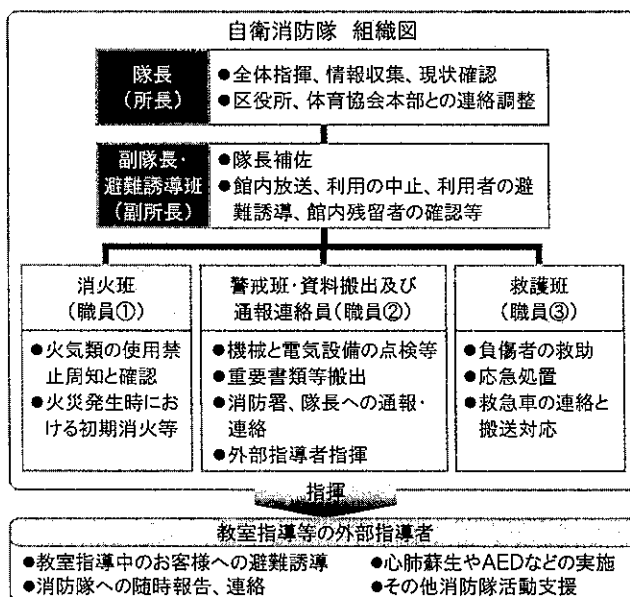 自衛消防隊 組織図
隊長
(所長)
●全体指揮、情報収集、現状確認
●区役所、体育協会本部との連絡調整
副隊長・
避難誘導班
(副所長)
●隊長補佐
●館内放送、利用の中止、利用者の避
難誘導、館内残留者の確認等
消火班
(職員①)
●火気類の使用禁
止周知と確認
●火災発生時にお
ける初期消火等
警戒班・資料搬出及び
通報連絡員(職員②)
●機械と電気設備の点検等
●重要書類等搬出
●消防署、隊長への通報・
連絡
●外部指導者指揮
救護班
(職員③)
●負傷者の救助
●応急処置
●救急車の連絡と
搬送対応
指揮
教室指導等の外部指導者
●教室指導中のお客様への避難誘導
●消防隊への随時報告、連絡
●心肺蘇生やAEDなどの実施
●その他消防隊活動支援